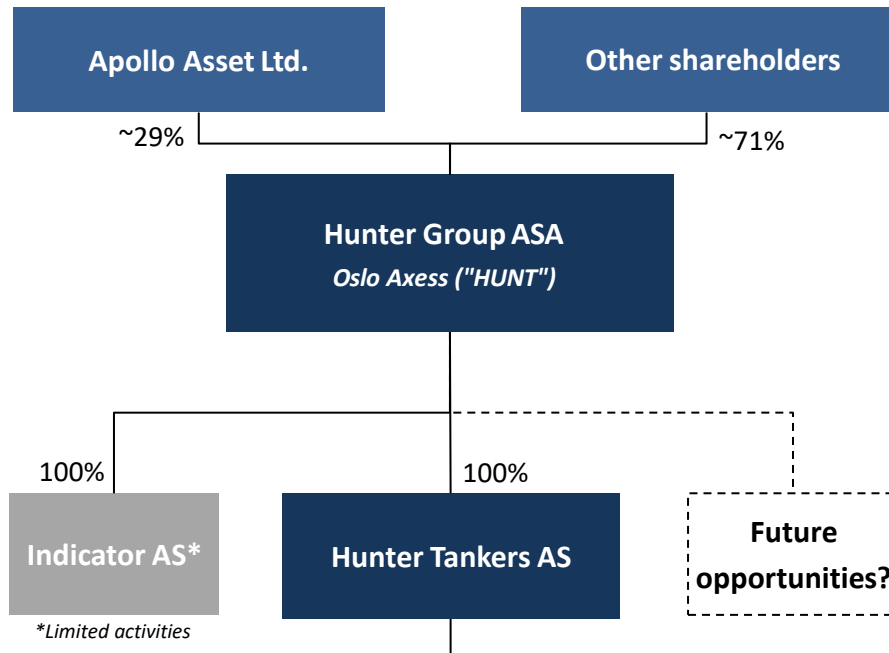 Apollo Asset Ltd.
Other shareholders
~29%
~71%
Hunter Group ASA
Oslo Axess ("HUNT")
100%
100%
Indicator AS*
Hunter Tankers AS
Future
opportunities?
*Limited activities